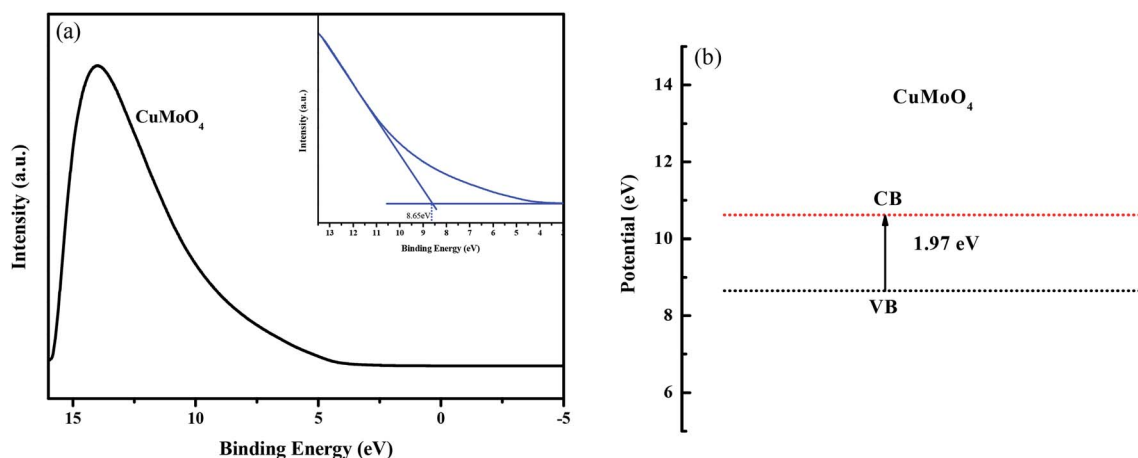 (a)
CuMoO₄
Intensity (a.u.)
15
10
5
0
-5
Binding Energy (eV)
Intensity (a.u.)
8.65eV
13
12
11
10
9
8
7
6
5
4
3
Binding Energy (eV)
(b)
CuMoO₄
Potential (eV)
14
12
10
8
6
CB
1.97 eV
VB